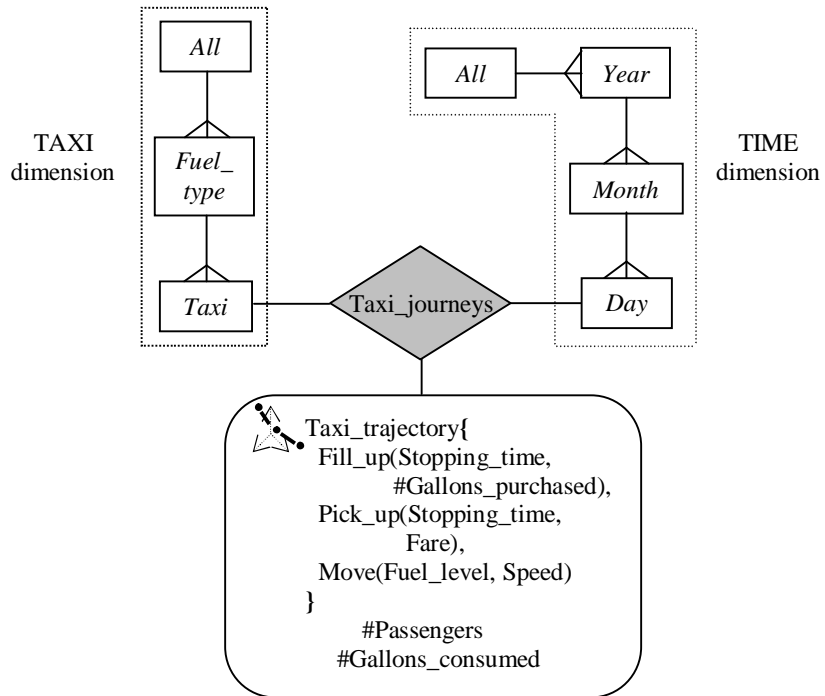 All
Fuel_
type
Taxi
TAXI
dimension
All
Year
Month
Day
TIME
dimension
Taxi_journeys
Taxi_trajectory{
Fill_up(Stopping_time,
#Gallons_purchased),
Pick_up(Stopping_time,
Fare),
Move(Fuel_level, Speed)
}
#Passengers
#Gallons_consumed